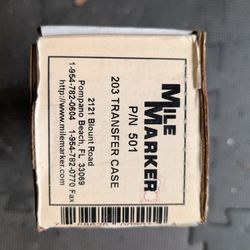 MILE
MARKER
P/N 501
203 TRANSFER CASE
2121 Blount Road
Pompano Beach, FL 33069
1-954-782-0604 1-954-782-0770 Fax
http://www.milemarker.com